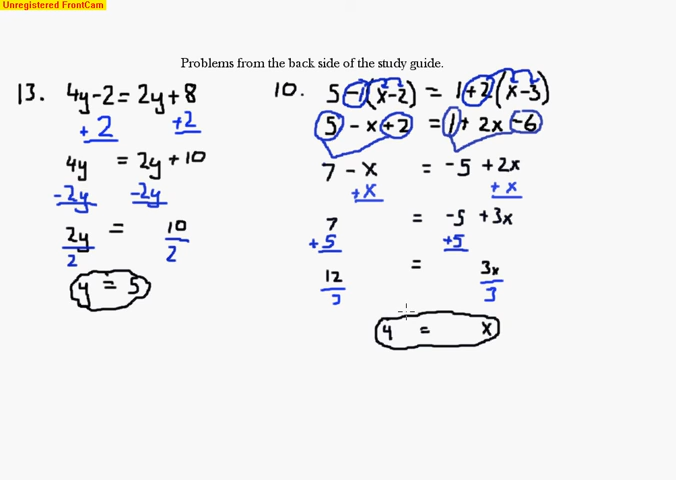 Unregistered FrontCam
Problems from the back side of the study guide.
13. 4y-2=2y+8
+2 +2
4y = 2y+10
-2y -2y
2y = 10
2 2
y = 5
10. 5-1(x-2) = 1+2(x-3)
5 - x+2 = 1+ 2x -6
7 - x = -5 +2x
+x +x
7 = -5 +3x
+5 +5
12 = 3x
3 3
4 = x